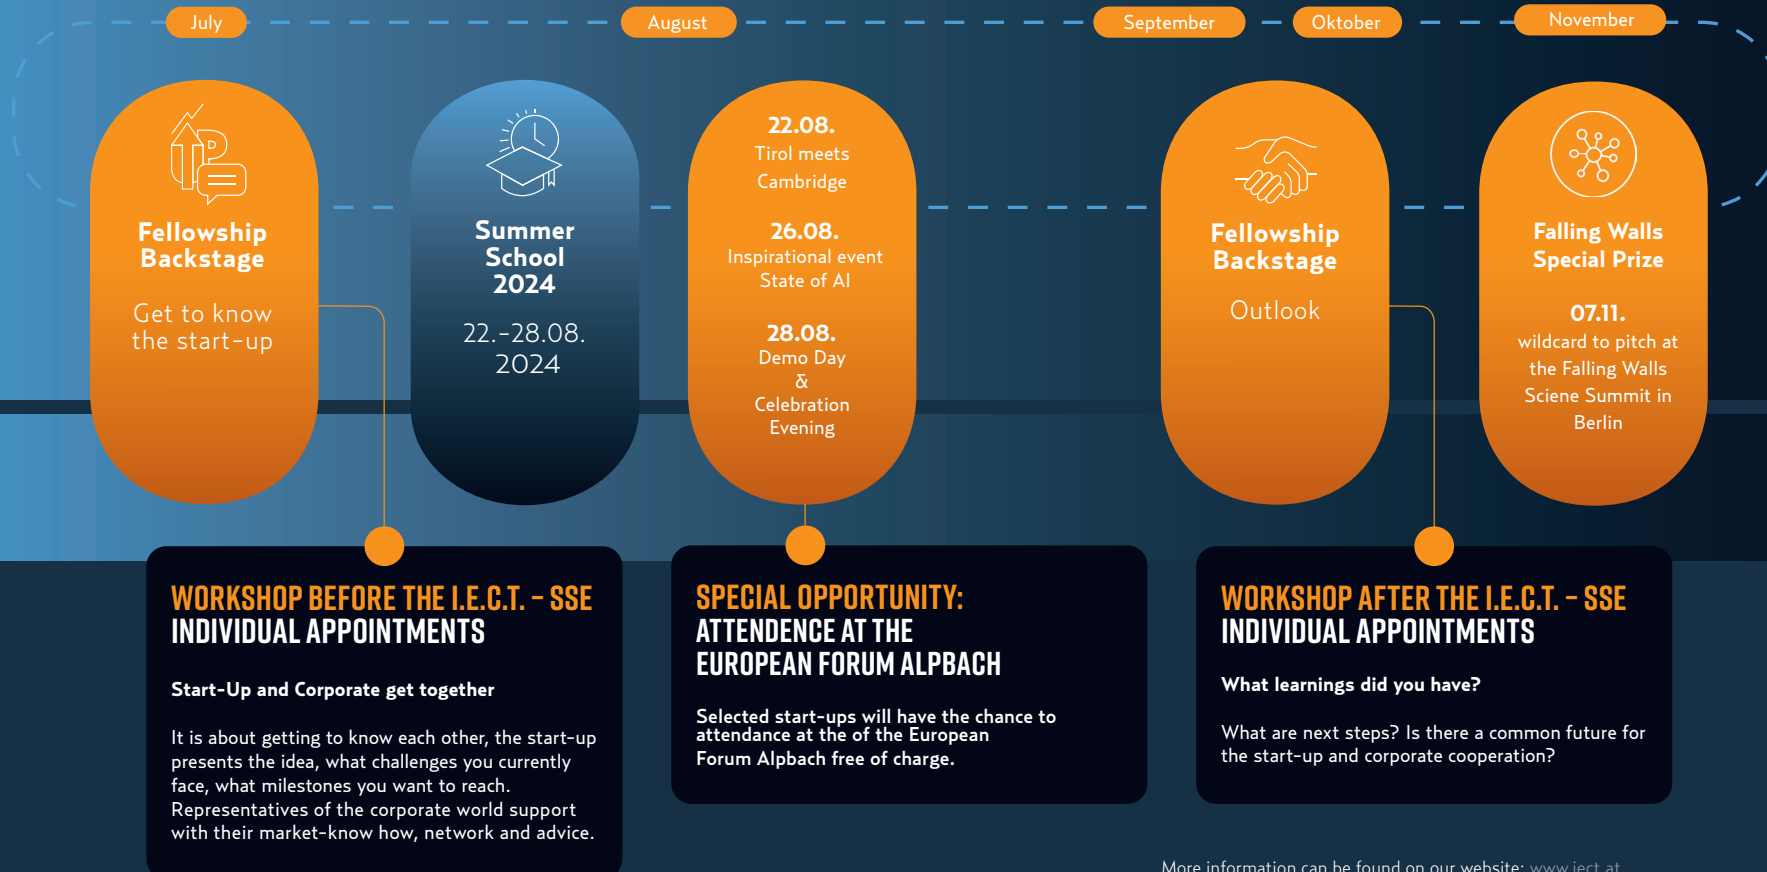 July
August
September
Oktober
November
Fellowship
Backstage
Get to know
the start-up
Summer
School
2024
22.-28.08.
2024
22.08.
Tirol meets
Cambridge
26.08.
Inspirational event
State of AI
28.08.
Demo Day
&
Celebration
Evening
Fellowship
Backstage
Outlook
Falling Walls
Special Prize
07.11.
wildcard to pitch at
the Falling Walls
Sciene Summit in
Berlin
WORKSHOP BEFORE THE I.E.C.T. - SSE
INDIVIDUAL APPOINTMENTS
Start-Up and Corporate get together
It is about getting to know each other, the start-up
presents the idea, what challenges you currently
face, what milestones you want to reach.
Representatives of the corporate world support
with their market-know how, network and advice.
SPECIAL OPPORTUNITY:
ATTENDENCE AT THE
EUROPEAN FORUM ALPBACH
Selected start-ups will have the chance to
attendance at the of the European
Forum Alpbach free of charge.
WORKSHOP AFTER THE I.E.C.T. - SSE
INDIVIDUAL APPOINTMENTS
What learnings did you have?
What are next steps? Is there a common future for
the start-up and corporate cooperation?
More information can be found on our website: www.iect.at